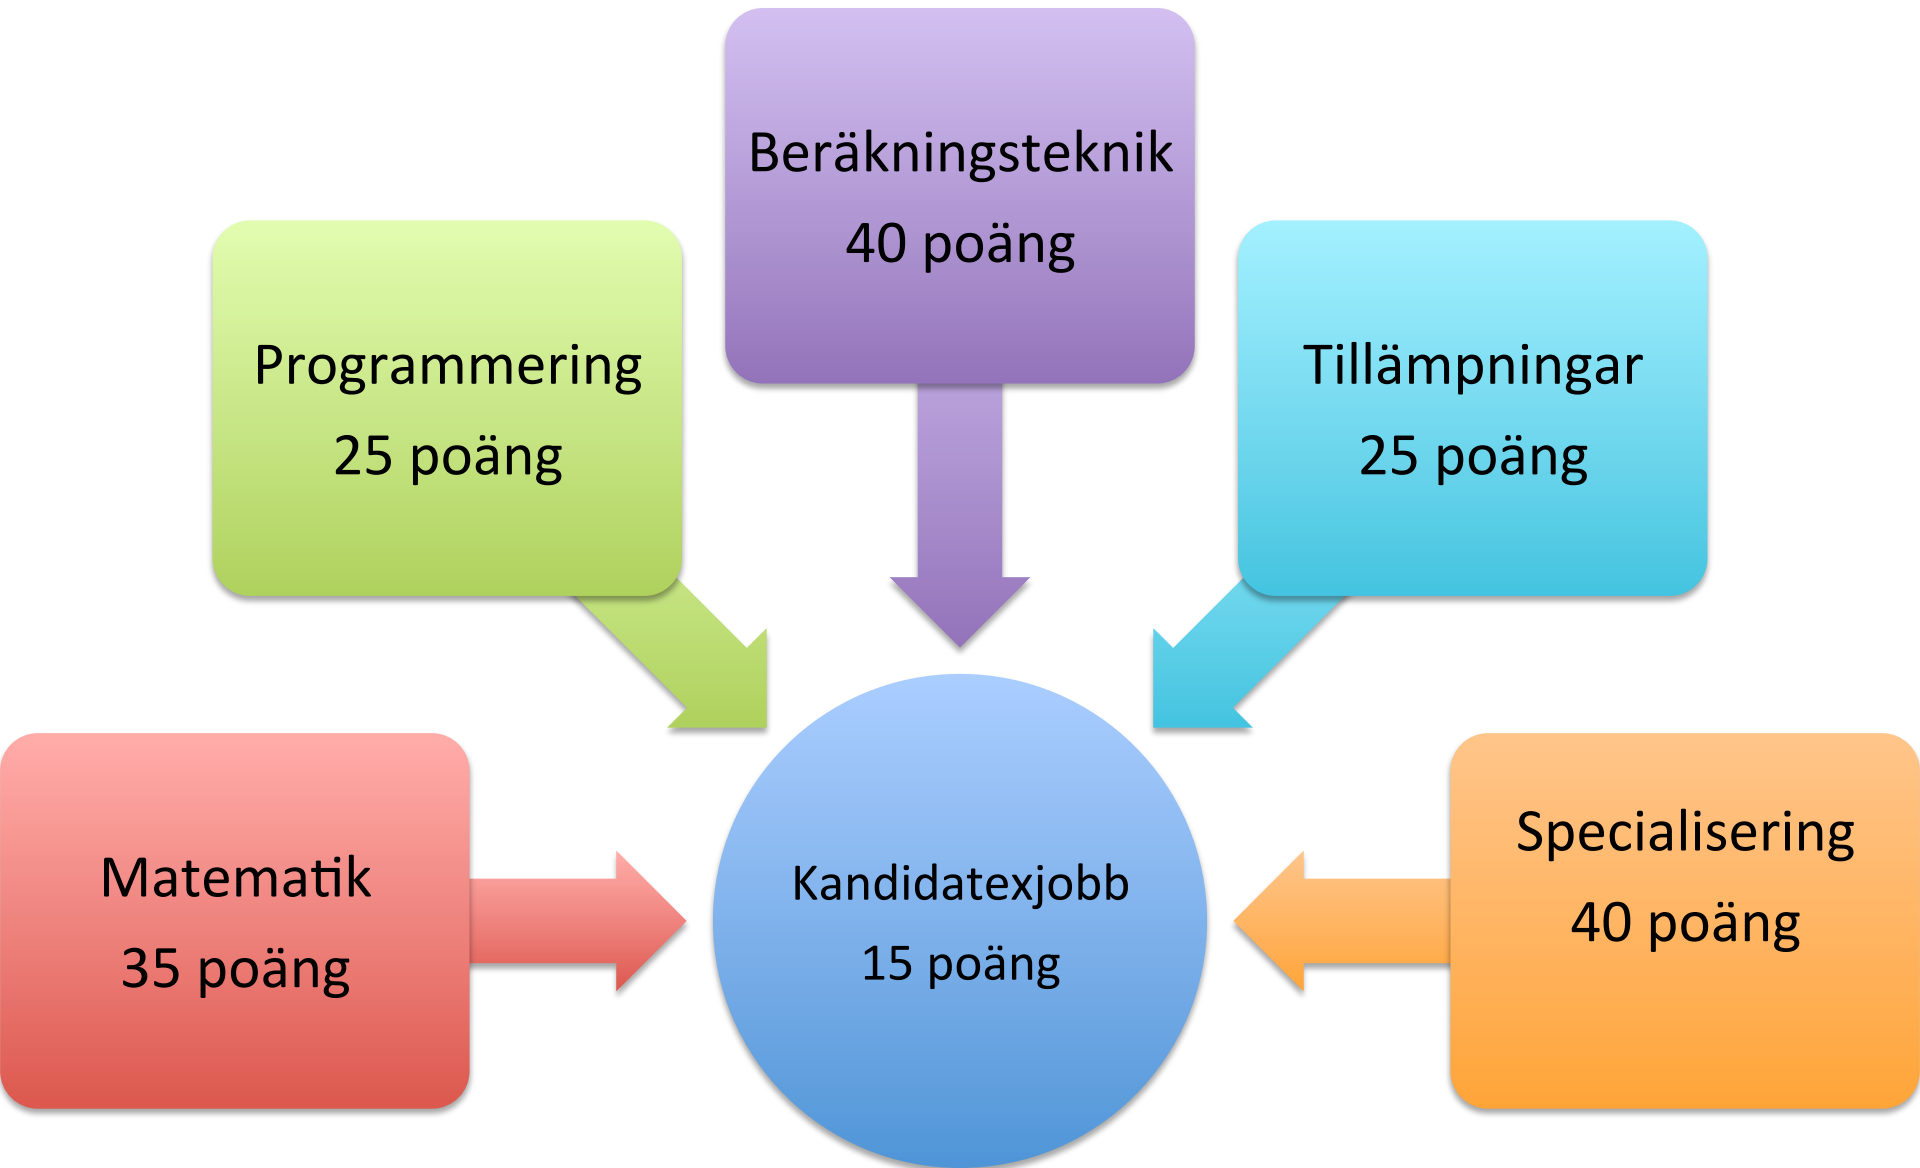 Beräkningsteknik
40 poäng
Programmering
25 poäng
Tillämpningar
25 poäng
Matematik
35 poäng
Kandidatexjobb
15 poäng
Specialisering
40 poäng